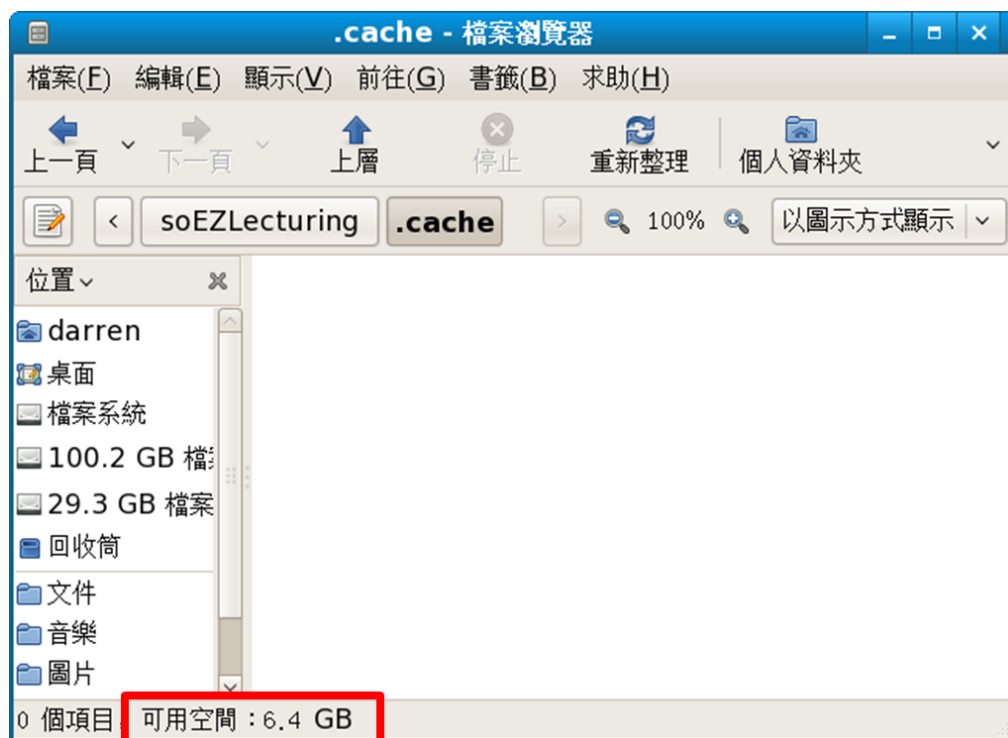 .cache - 檔案瀏覽器
檔案(F) 編輯(E) 顯示(V) 前往(G) 書籤(B) 求助(H)
上一頁 下一頁 上層 停止 重新整理 個人資料夾
soEZLecturing .cache 100% 以圖示方式顯示
位置
darren
桌面
檔案系統
100.2 GB 檔
29.3 GB 檔案
回收筒
文件
音樂
圖片
0 個項目, 可用空間：6.4 GB